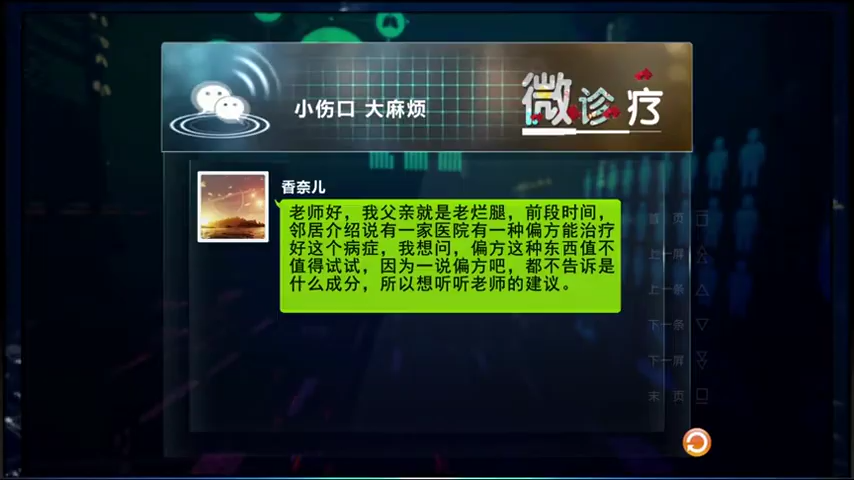 小伤口 大麻烦
微诊疗
香奈儿
老师好，我父亲就是老烂腿，前段时间，
邻居介绍说有一家医院有一种偏方能治疗
好这个病症，我想问，偏方这种东西值不
值得试试，因为一说偏方吧，都不告诉是
什么成分，所以想听听老师的建议。
首 页
上一屏
上一条
下一条
下一屏
末 页